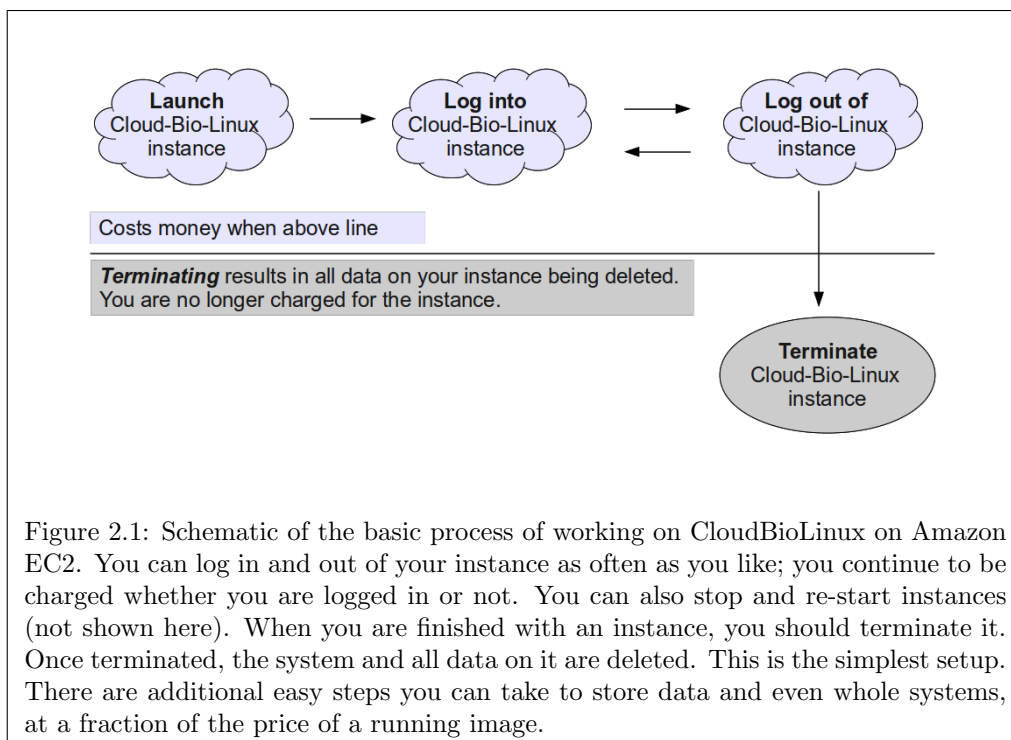 Launch
Cloud-Bio-Linux
instance
Log into
Cloud-Bio-Linux
instance
Log out of
Cloud-Bio-Linux
instance
Costs money when above line
Terminating results in all data on your instance being deleted.
You are no longer charged for the instance.
Terminate
Cloud-Bio-Linux
instance
Figure 2.1: Schematic of the basic process of working on CloudBioLinux on Amazon
EC2. You can log in and out of your instance as often as you like; you continue to be
charged whether you are logged in or not. You can also stop and re-start instances
(not shown here). When you are finished with an instance, you should terminate it.
Once terminated, the system and all data on it are deleted. This is the simplest setup.
There are additional easy steps you can take to store data and even whole systems,
at a fraction of the price of a running image.